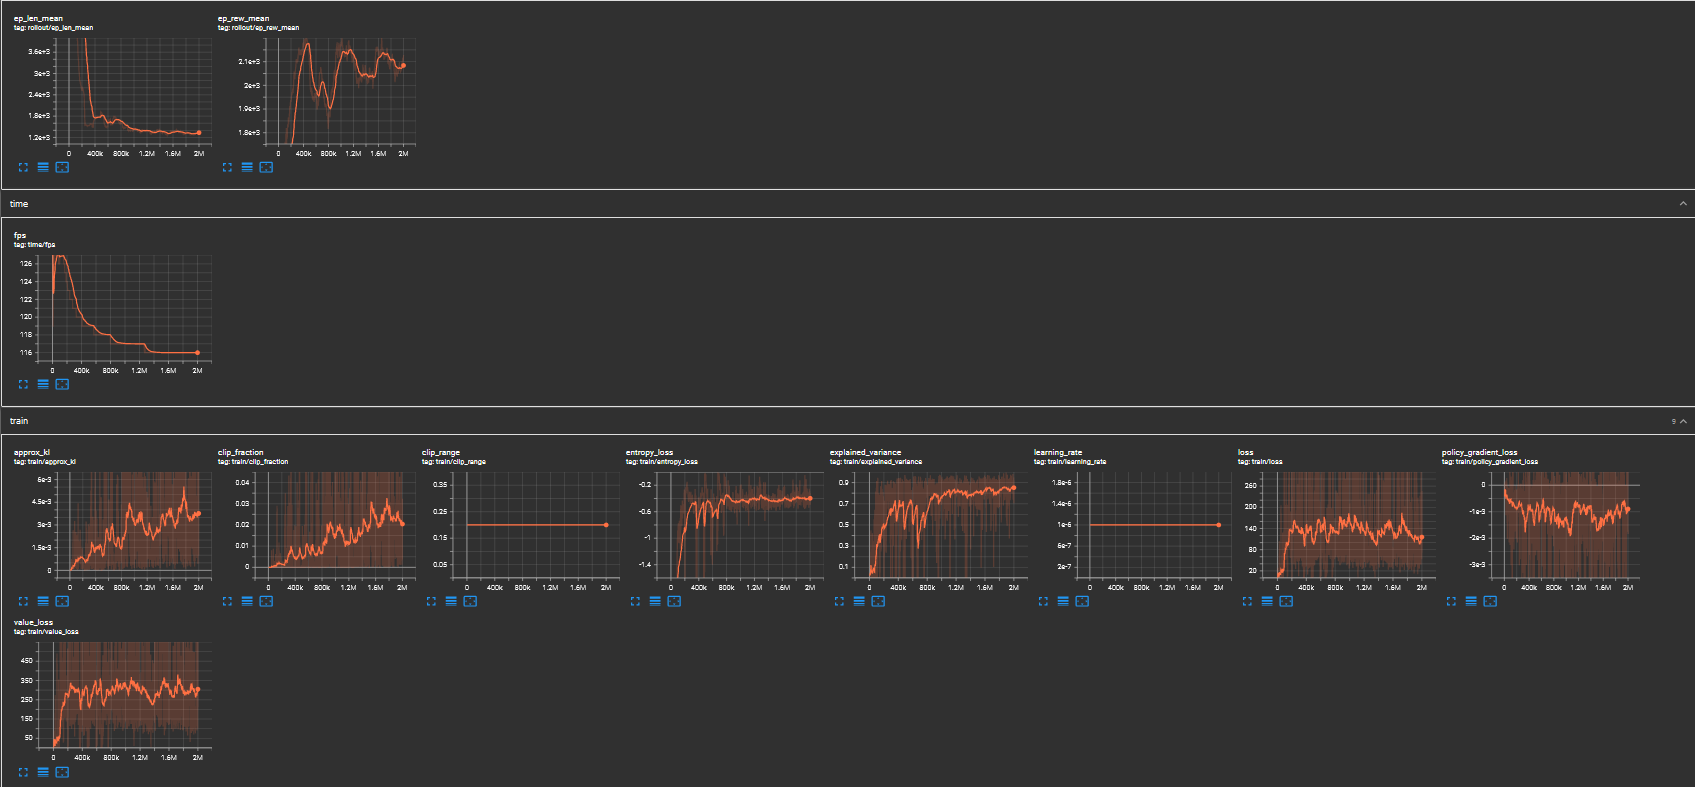 ep_len_mean
tag: rollout/ep_len_mean
3.6e+3
3e+3
2.4e+3
1.8e+3
1.2e+3
0 400k 800k 1.2M 1.6M 2M
ep_rew_mean
tag: rollout/ep_rew_mean
2.1e+3
2e+3
1.9e+3
1.8e+3
0 400k 800k 1.2M 1.6M 2M
time
fps
tag: time/fps
126
124
122
120
118
116
0 400k 800k 1.2M 1.6M 2M
train
9
approx_kl
tag: train/approx_kl
6e-3
4.5e-3
3e-3
1.5e-3
0
0 400k 800k 1.2M 1.6M 2M
clip_fraction
tag: train/clip_fraction
0.04
0.03
0.02
0.01
0
0 400k 800k 1.2M 1.6M 2M
clip_range
tag: train/clip_range
0.35
0.25
0.15
0.05
0 400k 800k 1.2M 1.6M 2M
entropy_loss
tag: train/entropy_loss
-0.2
-0.6
-1
-1.4
0 400k 800k 1.2M 1.6M 2M
explained_variance
tag: train/explained_variance
0.9
0.7
0.5
0.3
0.1
0 400k 800k 1.2M 1.6M 2M
learning_rate
tag: train/learning_rate
1.8e-6
1.4e-6
1e-6
6e-7
2e-7
0 400k 800k 1.2M 1.6M 2M
loss
tag: train/loss
260
200
140
80
20
0 400k 800k 1.2M 1.6M 2M
policy_gradient_loss
tag: train/policy_gradient_loss
0
-1e-3
-2e-3
-3e-3
0 400k 800k 1.2M 1.6M 2M
value_loss
tag: train/value_loss
450
350
250
150
50
0 400k 800k 1.2M 1.6M 2M